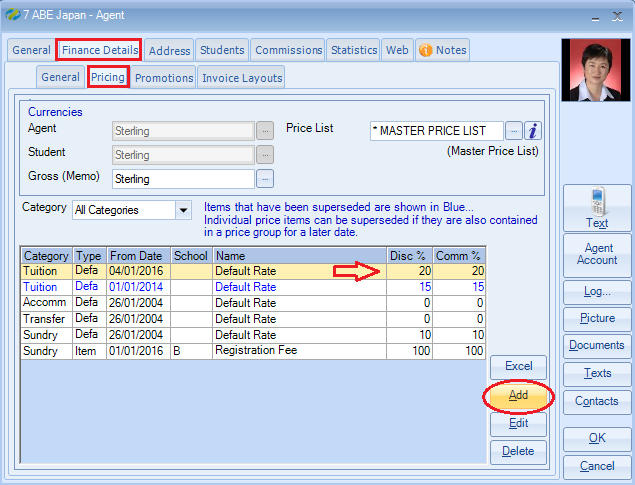 7 ABE Japan - Agent
General Finance Details Address Students Commissions Statistics Web Notes
General Pricing Promotions Invoice Layouts
Currencies
Agent Sterling ... Price List * MASTER PRICE LIST ... i
Student Sterling ... (Master Price List)
Gross (Memo) Sterling ...
Category All Categories Items that have been superseded are shown in Blue...
Individual price items can be superseded if they are also contained
in a price group for a later date.
Category Type From Date School Name Disc % Comm %
Tuition Defa 04/01/2016 Default Rate 20 20
Tuition Defa 01/01/2014 Default Rate 15 15
Accomm Defa 26/01/2004 Default Rate 0 0
Transfer Defa 26/01/2004 Default Rate 0 0
Sundry Defa 26/01/2004 Default Rate 10 10
Sundry Item 01/01/2016 B Registration Fee 100 100
Excel
Add
Edit
Delete
Text
Agent
Account
Log...
Picture
Documents
Texts
Contacts
OK
Cancel